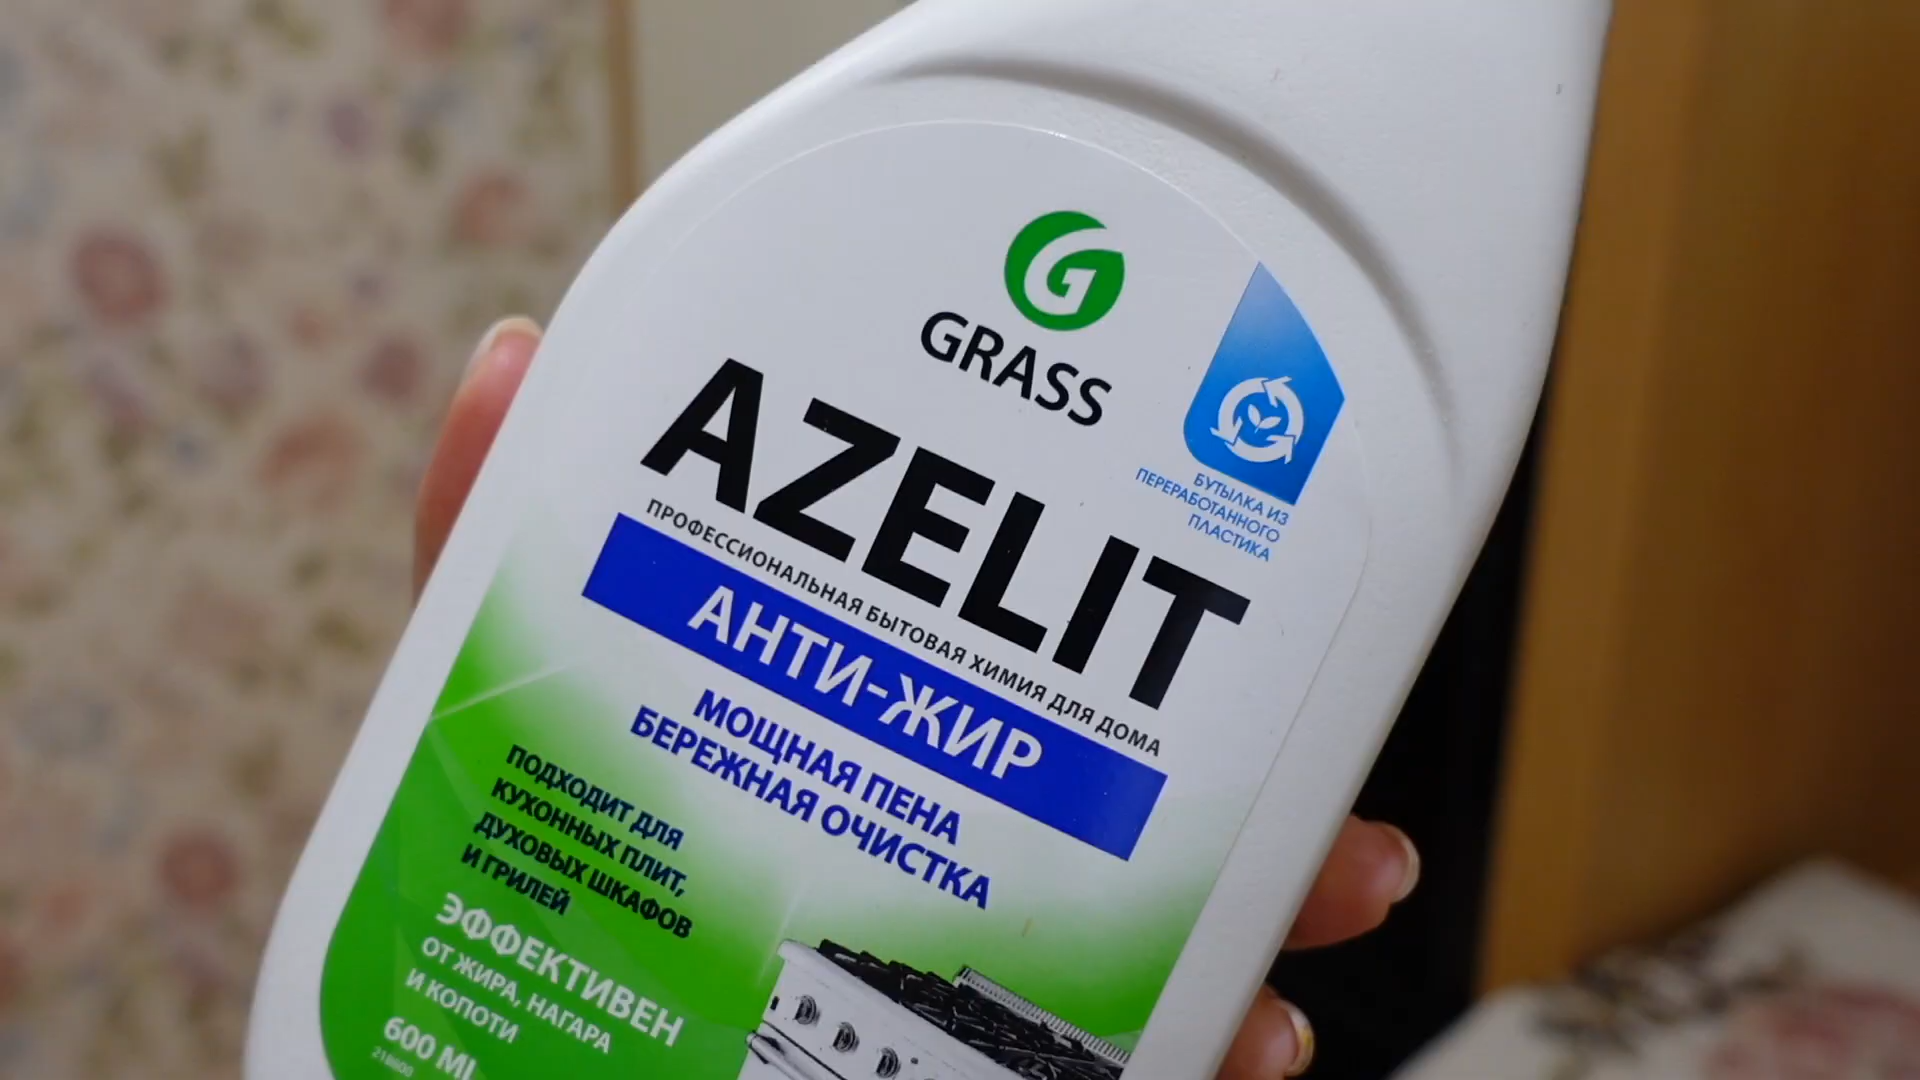 G
GRASS
AZELIT
БУТЫЛКА ИЗ
ПЕРЕРАБОТАННОГО
ПЛАСТИКА
ПРОФЕССИОНАЛЬНАЯ БЫТОВАЯ ХИМИЯ ДЛЯ ДОМА
АНТИ-ЖИР
МОЩНАЯ ПЕНА
БЕРЕЖНАЯ ОЧИСТКА
ПОДХОДИТ ДЛЯ
КУХОННЫХ ПЛИТ,
ДУХОВЫХ ШКАФОВ
И ГРИЛЕЙ
ЭФФЕКТИВЕН
ОТ ЖИРА, НАГАРА
И КОПОТИ
600 ML
218600